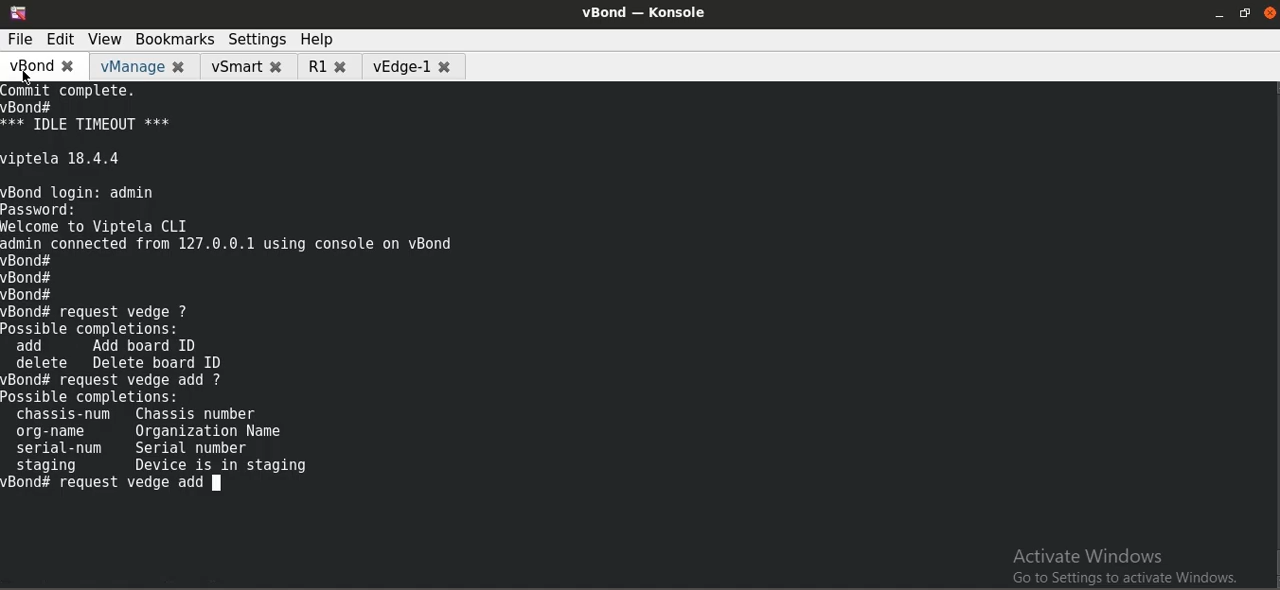 vBond — Konsole
File Edit View Bookmarks Settings Help
vBond vManage vSmart R1 vEdge-1
Commit complete.
vBond#
*** IDLE TIMEOUT ***
viptela 18.4.4
vBond login: admin
Password:
Welcome to Viptela CLI
admin connected from 127.0.0.1 using console on vBond
vBond#
vBond#
vBond#
vBond# request vedge ?
Possible completions:
add Add board ID
delete Delete board ID
vBond# request vedge add ?
Possible completions:
chassis-num Chassis number
org-name Organization Name
serial-num Serial number
staging Device is in staging
vBond# request vedge add
Activate Windows
Go to Settings to activate Windows.